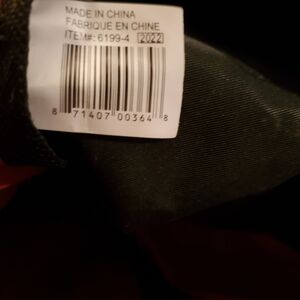 MADE IN CHINA
FABRIQUE EN CHINE
ITEM#: 6199-4 2022
8 71407 00364 8